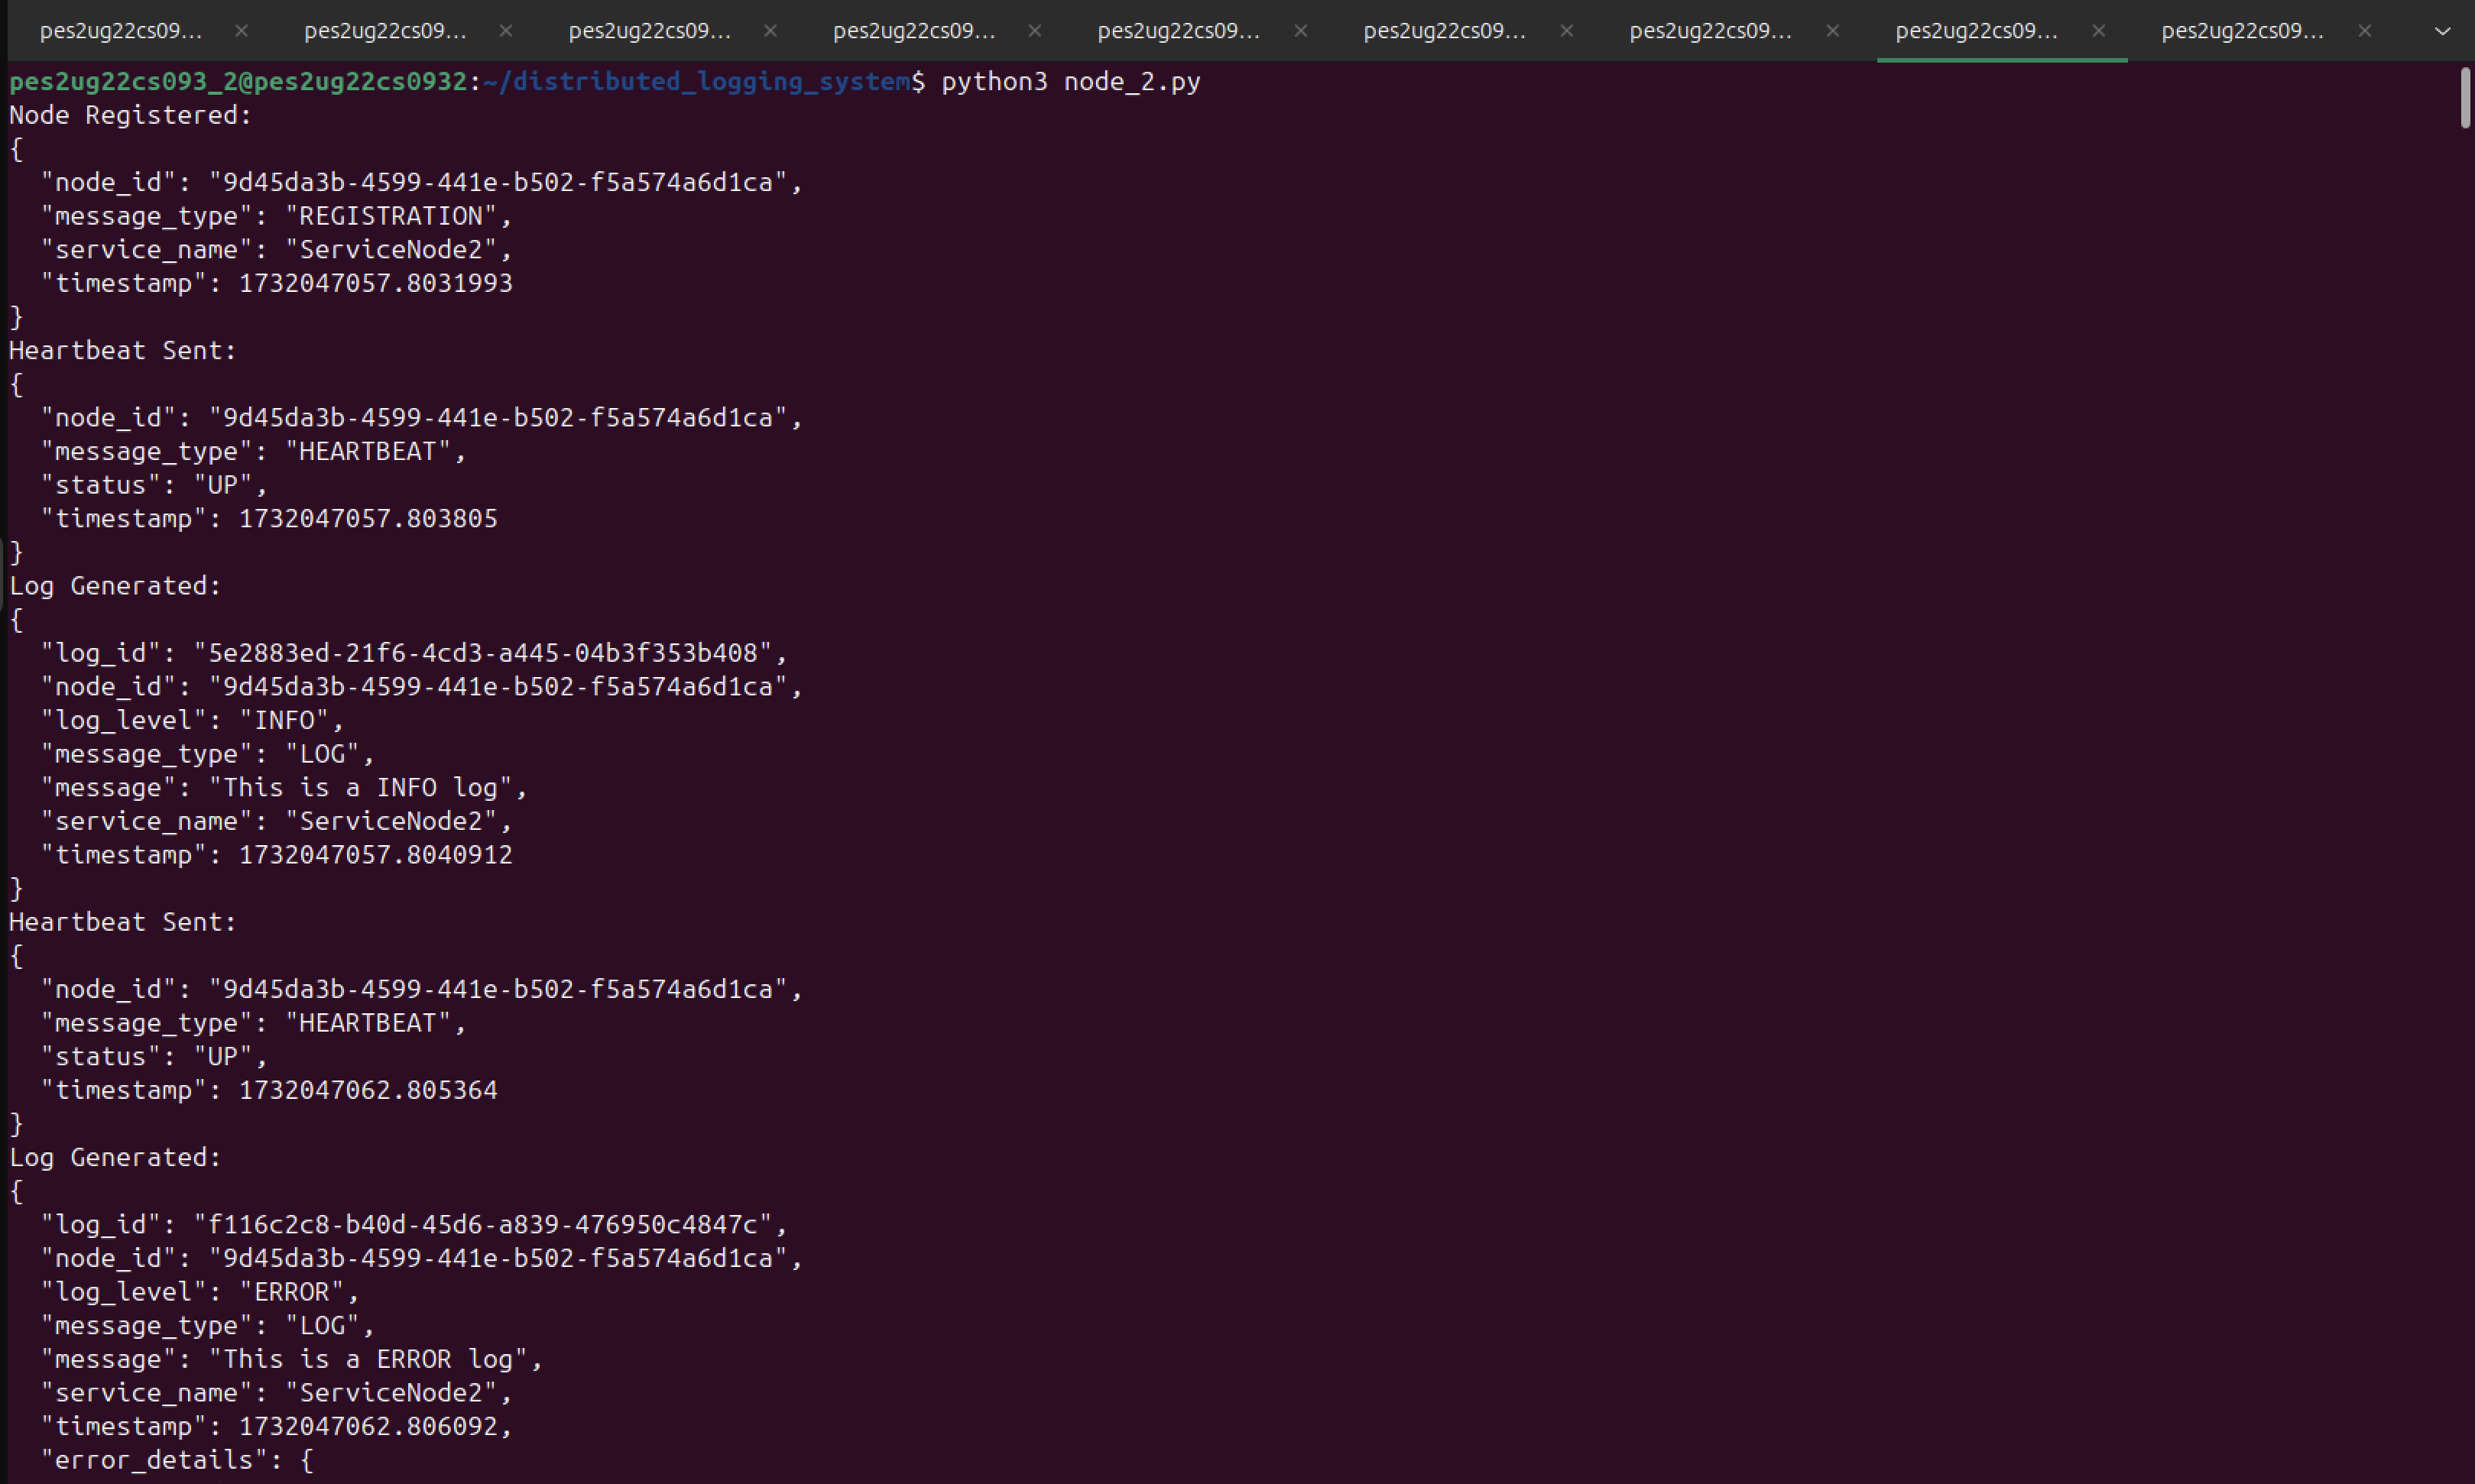 pes2ug22cs09... × pes2ug22cs09... × pes2ug22cs09... × pes2ug22cs09... × pes2ug22cs09... × pes2ug22cs09... × pes2ug22cs09... × pes2ug22cs09... × pes2ug22cs09... ×
pes2ug22cs093_2@pes2ug22cs0932:~/distributed_logging_system$ python3 node_2.py
Node Registered:
{
  "node_id": "9d45da3b-4599-441e-b502-f5a574a6d1ca",
  "message_type": "REGISTRATION",
  "service_name": "ServiceNode2",
  "timestamp": 1732047057.8031993
}
Heartbeat Sent:
{
  "node_id": "9d45da3b-4599-441e-b502-f5a574a6d1ca",
  "message_type": "HEARTBEAT",
  "status": "UP",
  "timestamp": 1732047057.803805
}
Log Generated:
{
  "log_id": "5e2883ed-21f6-4cd3-a445-04b3f353b408",
  "node_id": "9d45da3b-4599-441e-b502-f5a574a6d1ca",
  "log_level": "INFO",
  "message_type": "LOG",
  "message": "This is a INFO log",
  "service_name": "ServiceNode2",
  "timestamp": 1732047057.8040912
}
Heartbeat Sent:
{
  "node_id": "9d45da3b-4599-441e-b502-f5a574a6d1ca",
  "message_type": "HEARTBEAT",
  "status": "UP",
  "timestamp": 1732047062.805364
}
Log Generated:
{
  "log_id": "f116c2c8-b40d-45d6-a839-476950c4847c",
  "node_id": "9d45da3b-4599-441e-b502-f5a574a6d1ca",
  "log_level": "ERROR",
  "message_type": "LOG",
  "message": "This is a ERROR log",
  "service_name": "ServiceNode2",
  "timestamp": 1732047062.806092,
  "error_details": {